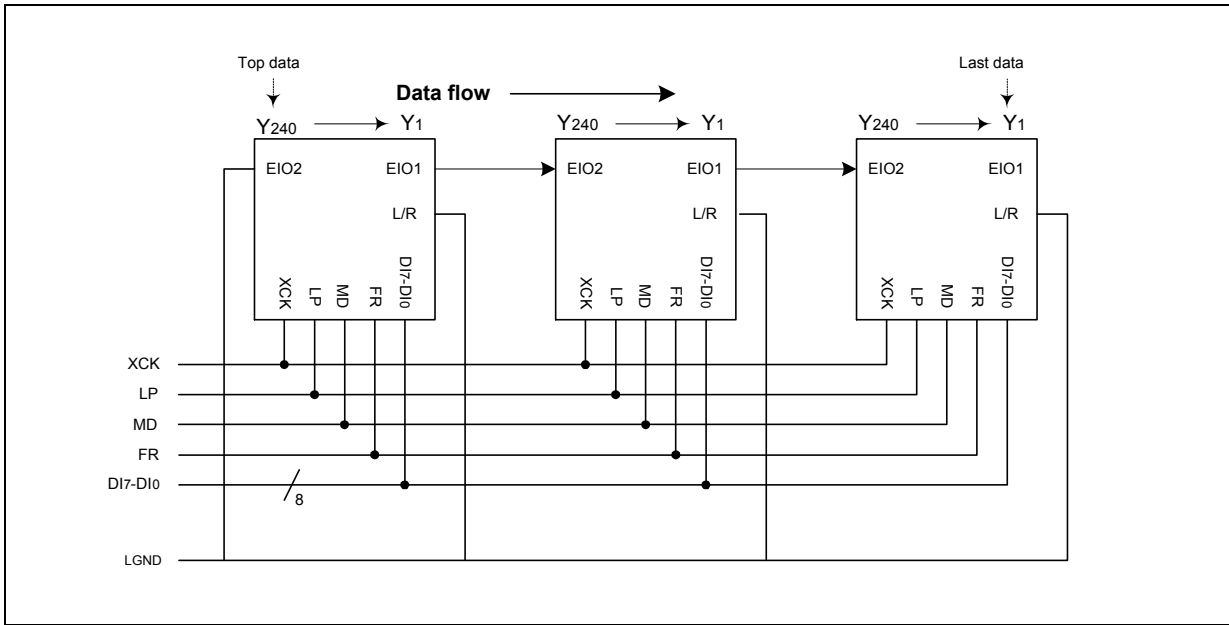 Top data
Last data
Data flow
Y240 Y1 Y240 Y1 Y240 Y1
EIO2 EIO1 EIO2 EIO1 EIO2 EIO1
L/R L/R L/R
XCK LP MD FR DI7-DI0 XCK LP MD FR DI7-DI0 XCK LP MD FR DI7-DI0
XCK
LP
MD
FR
DI7-DI0
8
LGND